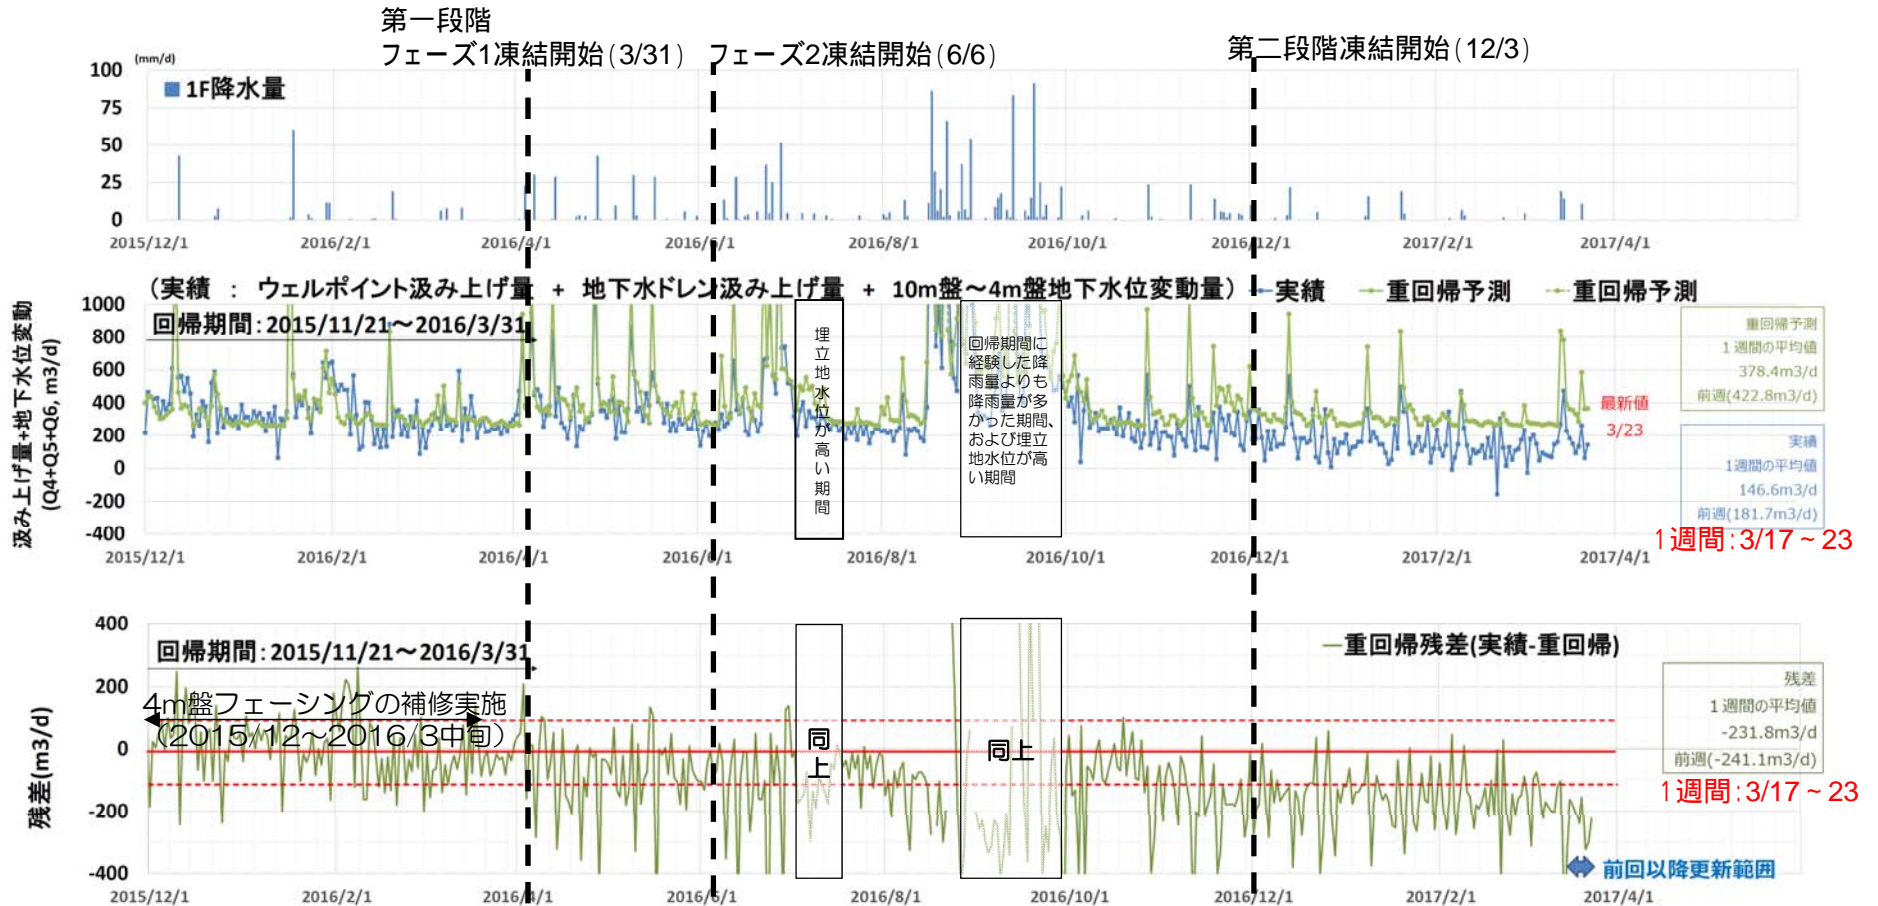 第一段階
フェーズ1凍結開始(3/31)
フェーズ2凍結開始(6/6)
第二段階凍結開始(12/3)
(mm/d)
100
75
50
25
0
1F降水量
2015/12/1
2016/2/1
2016/4/1
2016/6/1
2016/8/1
2016/10/1
2016/12/1
2017/2/1
2017/4/1
(実績 : ウェルポイント汲み上げ量 + 地下水ドレン汲み上げ量 + 10m盤～4m盤地下水位変動量)
実績
重回帰予測
重回帰予測
汲み上げ量+地下水位変動
(Q4+Q5+Q6, m3/d)
1000
800
600
400
200
0
-200
-400
回帰期間:2015/11/21～2016/3/31
埋立地水位が高い期間
回帰期間に
経験した降
雨量よりも
降雨量が多
かった期間、
および埋立
地水位が高
い期間
重回帰予測
1週間の平均値
378.4m3/d
前週(422.8m3/d)
最新値
3/23
実績
1週間の平均値
146.6m3/d
前週(181.7m3/d)
1週間:3/17~23
2015/12/1
2016/2/1
2016/4/1
2016/6/1
2016/8/1
2016/10/1
2016/12/1
2017/2/1
2017/4/1
残差(m3/d)
400
200
0
-200
-400
回帰期間:2015/11/21～2016/3/31
4m盤フェーシングの補修実施
(2015/12～2016/3中旬)
同上
同上
重回帰残差(実績-重回帰)
残差
1週間の平均値
-231.8m3/d
前週(-241.1m3/d)
1週間:3/17~23
前回以降更新範囲
2015/12/1
2016/2/1
2016/4/1
2016/6/1
2016/8/1
2016/10/1
2016/12/1
2017/2/1
2017/4/1